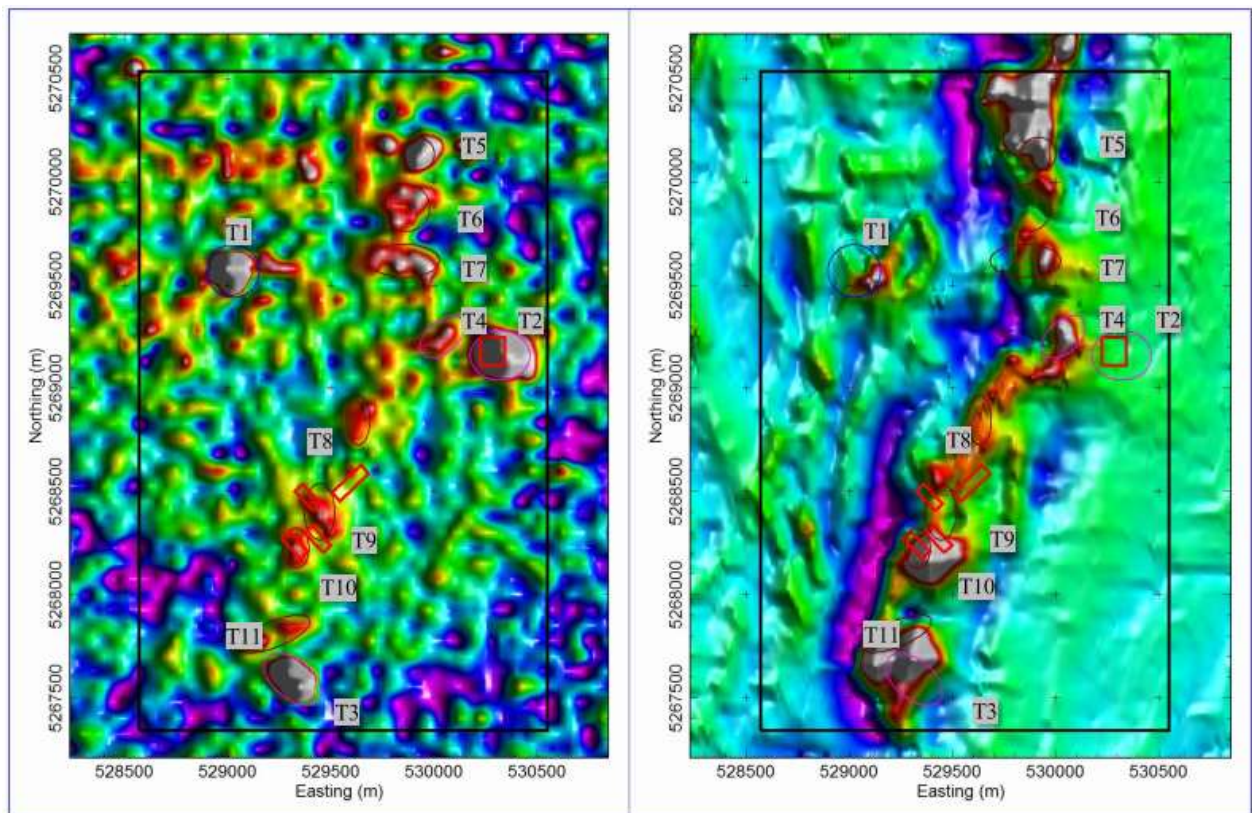 5270500
5270000
5269500
5269000
5268500
5268000
5267500
Northing (m)
528500 529000 529500 530000 530500
Easting (m)
T5
T6
T1
T7
T4 T2
T8
T9
T10
T11
T3
5270500
5270000
5269500
5269000
5268500
5268000
5267500
Northing (m)
528500 529000 529500 530000 530500
Easting (m)
T5
T6
T1
T7
T4 T2
T8
T9
T10
T11
T3